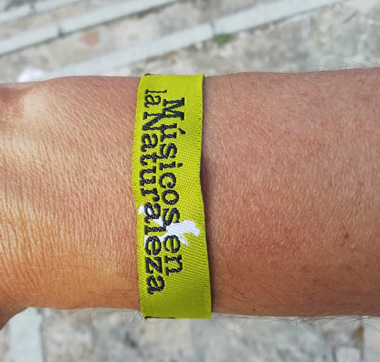 Músicos en
la Naturaleza